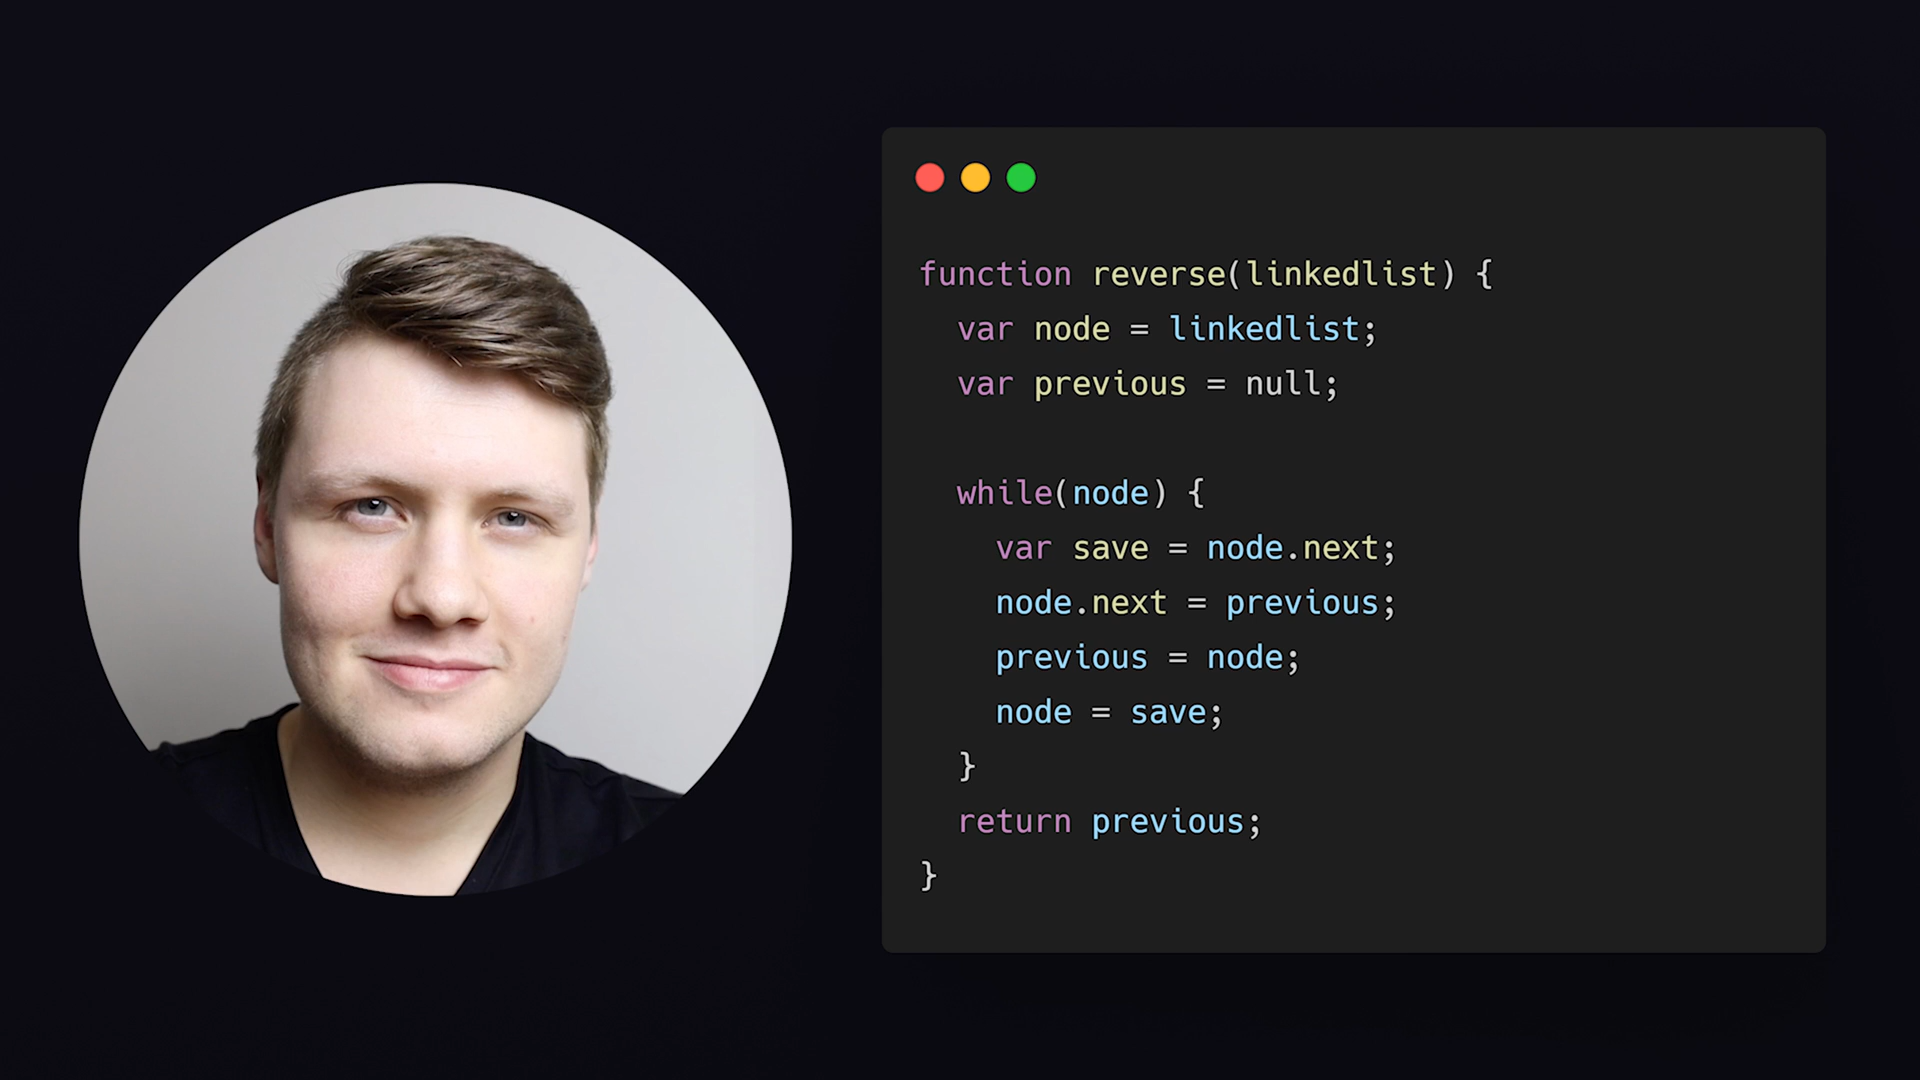 function reverse(linkedlist) {
  var node = linkedlist;
  var previous = null;

  while(node) {
    var save = node.next;
    node.next = previous;
    previous = node;
    node = save;
  }
  return previous;
}